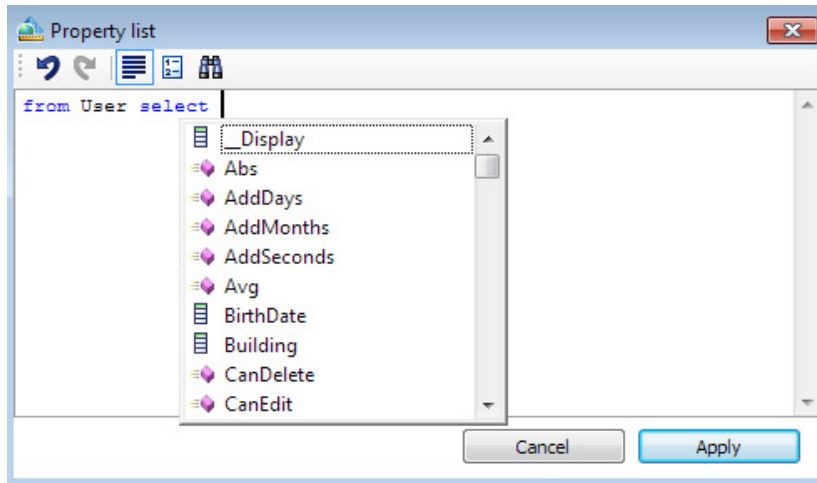 Property list
from User select
__Display
Abs
AddDays
AddMonths
AddSeconds
Avg
BirthDate
Building
CanDelete
CanEdit
Cancel Apply